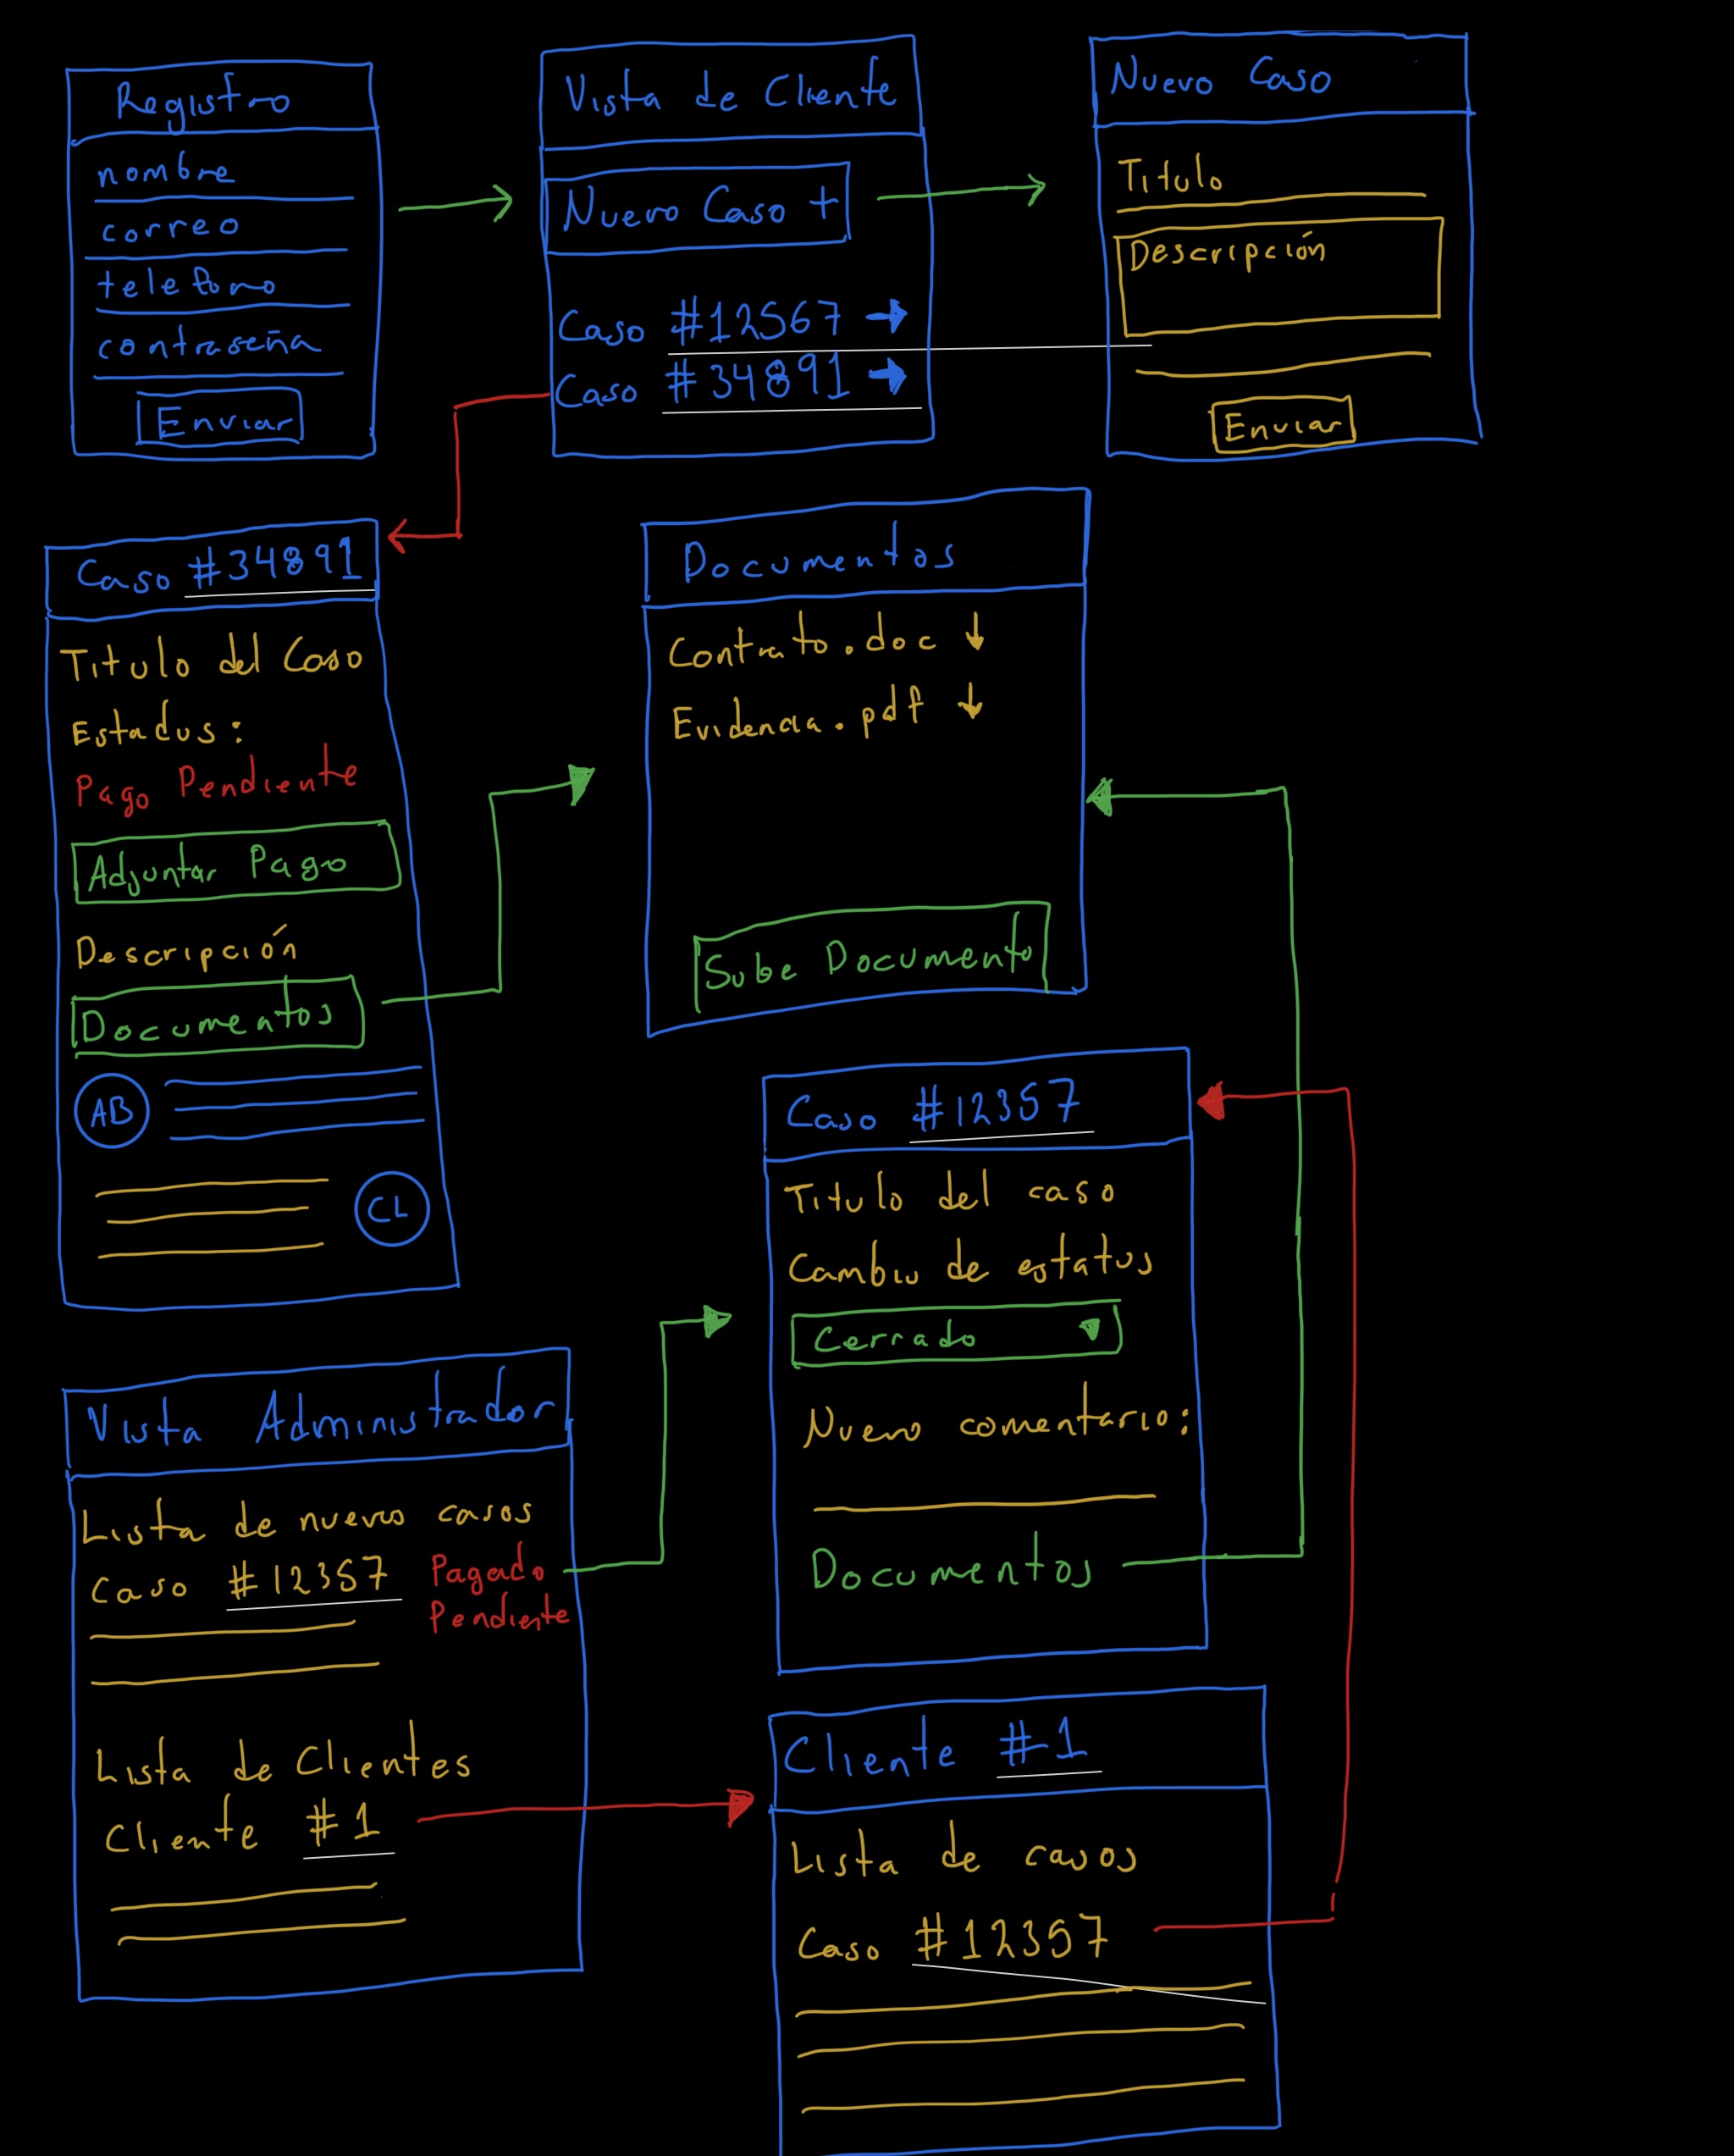 Registro
nombre
correo
telefono
contraseña
Enviar
Vista de Cliente
Nuevo Caso +
Caso #12567 →
Caso #34891 →
Nuevo Caso
Titulo
Descripción
Enviar
Caso #34891
Titulo del Caso
Estadus:
Pago Pendiente
Adjuntar Pago
Descripción
Documentos
AB
CL
Documentos
Contrato.doc ↓
Evidencia.pdf ↓
Sube Documento
Caso #12357
Titulo del caso
Cambio de estatus
Cerrado
Nuevo comentario:
Documentos
Vista Administrador
Lista de nuevos casos
Caso #12357 Pagado
Pendiente
Lista de Clientes
Cliente #1
Cliente #1
Lista de casos
Caso #12357